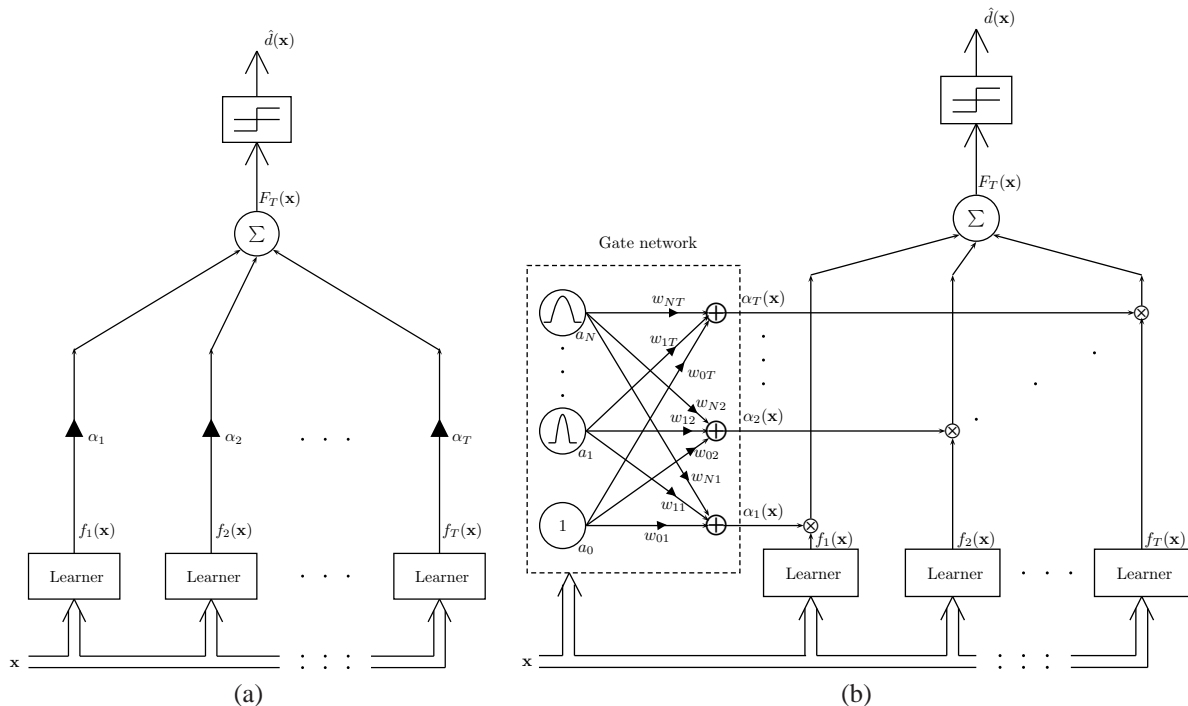 d̂(x)
F_T(x)
Σ
α_1
α_2
. . .
α_T
f_1(x)
f_2(x)
f_T(x)
Learner
Learner
. . .
Learner
x
(a)
d̂(x)
F_T(x)
Σ
Gate network
a_N
w_NT
α_T(x)
w_1T
w_0T
w_N2
a_1
w_12
α_2(x)
w_02
w_N1
w_11
1
a_0
w_01
α_1(x)
f_1(x)
f_2(x)
f_T(x)
Learner
Learner
. . .
Learner
x
(b)